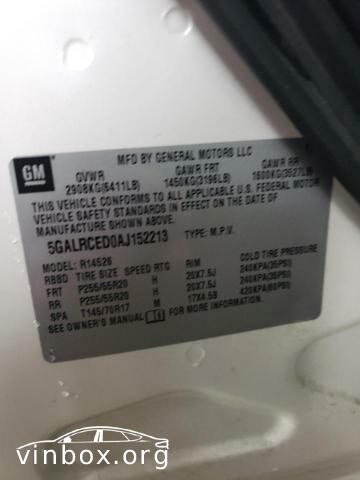 GM
MFD BY GENERAL MOTORS LLC
GVWR GAWR FRT GAWR RR
2908KG(6411LB) 1450KG(3196LB) 1600KG(3527LB)
THIS VEHICLE CONFORMS TO ALL APPLICABLE U.S. FEDERAL MOTOR
VEHICLE SAFETY STANDARDS IN EFFECT ON THE DATE OF
MANUFACTURE SHOWN ABOVE.
5GALRCED0AJ152213 TYPE: M.P.V.
MODEL: R14526
RBBD TIRE SIZE SPEED RTG RIM COLD TIRE PRESSURE
FRT P255/55R20 H 20X7.5J 240KPA(35PSI)
RR P255/55R20 H 20X7.5J 240KPA(35PSI)
SPA T145/70R17 M 17X4.5B 420KPA(60PSI)
SEE OWNER'S MANUAL
vinbox.org